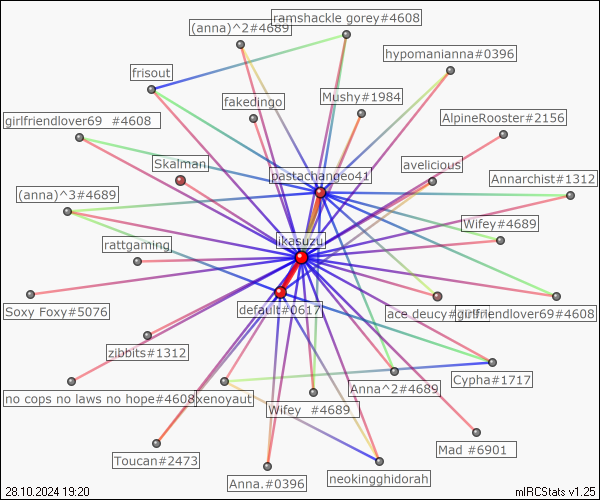 ramshackle gorey#4608
(anna)^2#4689
hypomanianna#0396
frisout
fakedingo
Mushy#1984
girlfriendlover69 #4608
AlpineRooster#2156
Skalman
avelicious
pastachangeo41
Annarchist#1312
(anna)^3#4689
Wifey#4689
ikasuzu
rattgaming
Soxy Foxy#5076
default#0617
ace deucy#
girlfriendlover69#4608
zibbits#1312
Cypha#1717
Anna^2#4689
no cops no laws no hope#4608
xenoyaut
Wifey #4689
Mad #6901
Toucan#2473
Anna.#0396
neokingghidorah
28.10.2024 19:20
mIRCStats v1.25